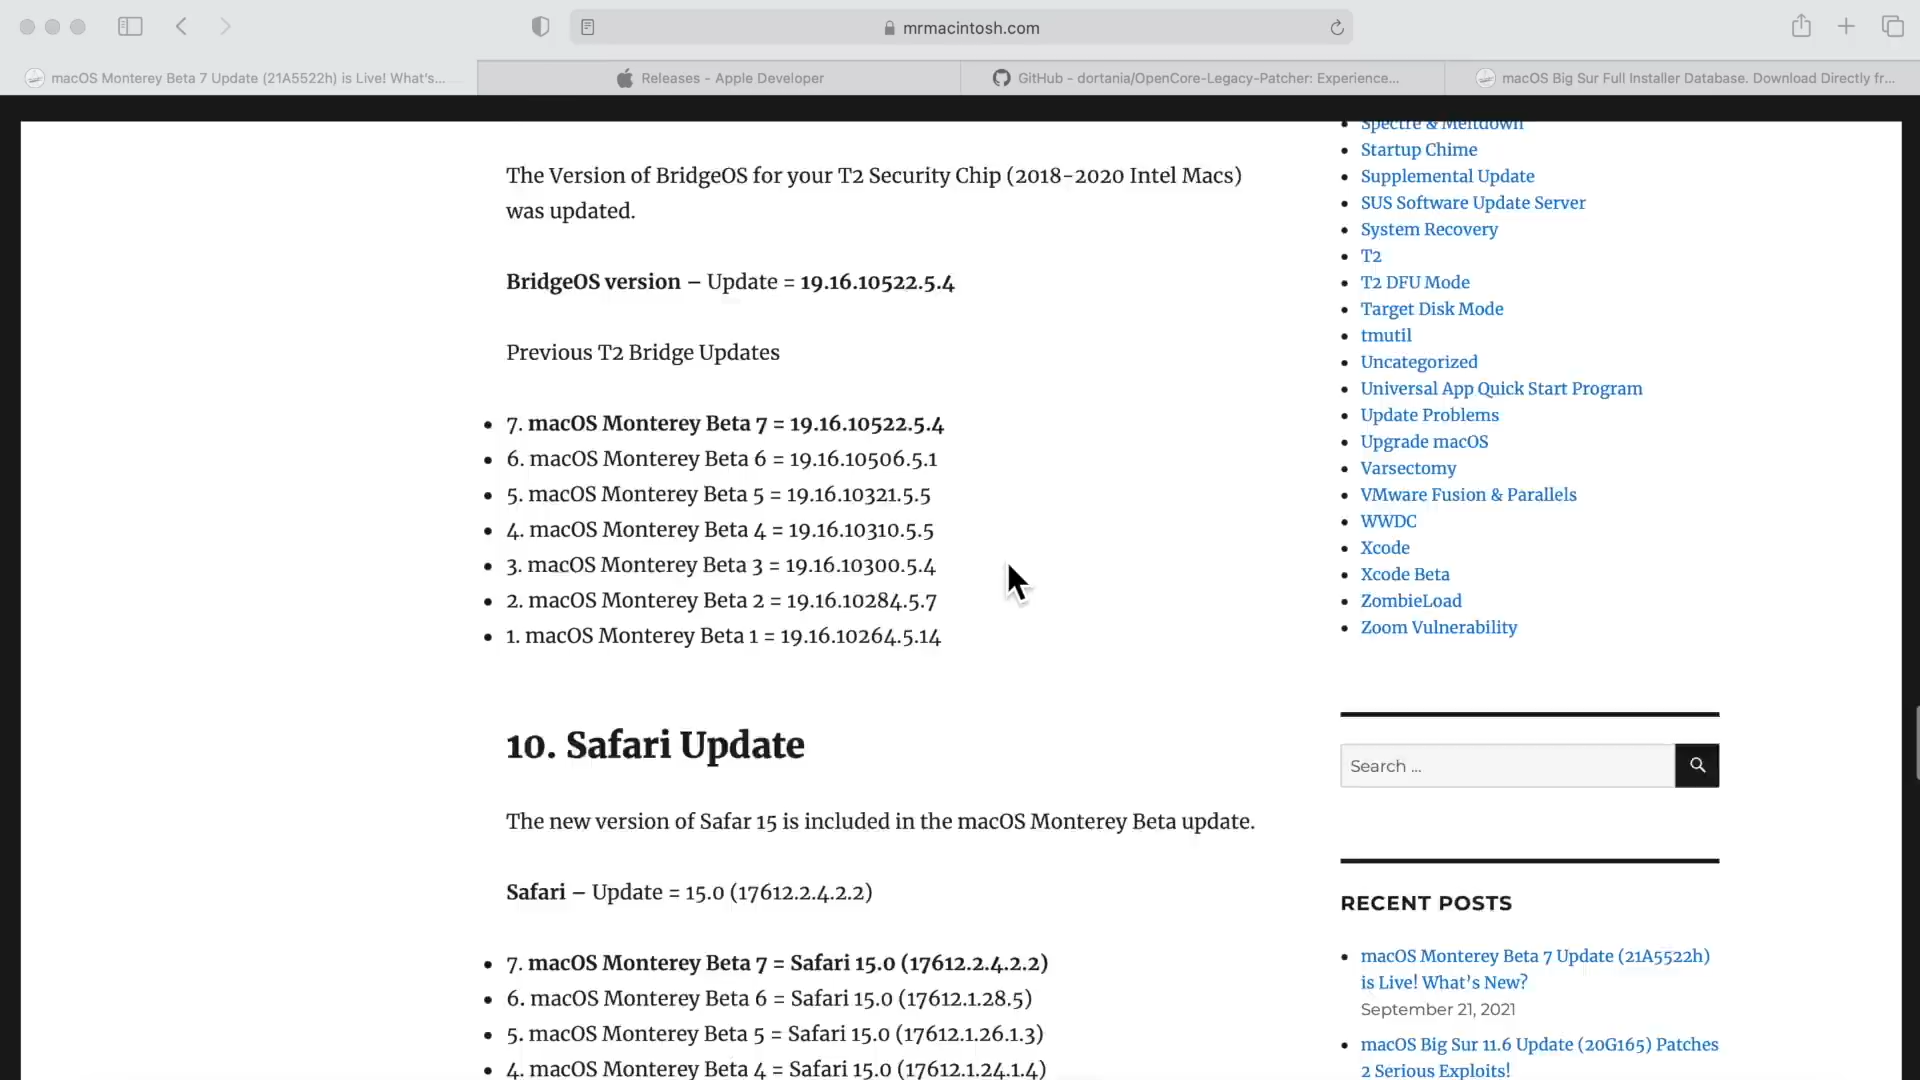 mrmacintosh.com
macOS Monterey Beta 7 Update (21A5522h) is Live! What's...
Releases - Apple Developer
GitHub - dortania/OpenCore-Legacy-Patcher: Experience...
macOS Big Sur Full Installer Database. Download Directly fr...
The Version of BridgeOS for your T2 Security Chip (2018-2020 Intel Macs)
was updated.
BridgeOS version – Update = 19.16.10522.5.4
Previous T2 Bridge Updates
• 7. macOS Monterey Beta 7 = 19.16.10522.5.4
• 6. macOS Monterey Beta 6 = 19.16.10506.5.1
• 5. macOS Monterey Beta 5 = 19.16.10321.5.5
• 4. macOS Monterey Beta 4 = 19.16.10310.5.5
• 3. macOS Monterey Beta 3 = 19.16.10300.5.4
• 2. macOS Monterey Beta 2 = 19.16.10284.5.7
• 1. macOS Monterey Beta 1 = 19.16.10264.5.14
10. Safari Update
The new version of Safar 15 is included in the macOS Monterey Beta update.
Safari – Update = 15.0 (17612.2.4.2.2)
• 7. macOS Monterey Beta 7 = Safari 15.0 (17612.2.4.2.2)
• 6. macOS Monterey Beta 6 = Safari 15.0 (17612.1.28.5)
• 5. macOS Monterey Beta 5 = Safari 15.0 (17612.1.26.1.3)
• 4. macOS Monterey Beta 4 = Safari 15.0 (17612.1.24.1.4)
• Spectre & Meltdown
• Startup Chime
• Supplemental Update
• SUS Software Update Server
• System Recovery
• T2
• T2 DFU Mode
• Target Disk Mode
• tmutil
• Uncategorized
• Universal App Quick Start Program
• Update Problems
• Upgrade macOS
• Varsectomy
• VMware Fusion & Parallels
• WWDC
• Xcode
• Xcode Beta
• ZombieLoad
• Zoom Vulnerability
Search ...
RECENT POSTS
• macOS Monterey Beta 7 Update (21A5522h)
is Live! What's New?
September 21, 2021
• macOS Big Sur 11.6 Update (20G165) Patches
2 Serious Exploits!